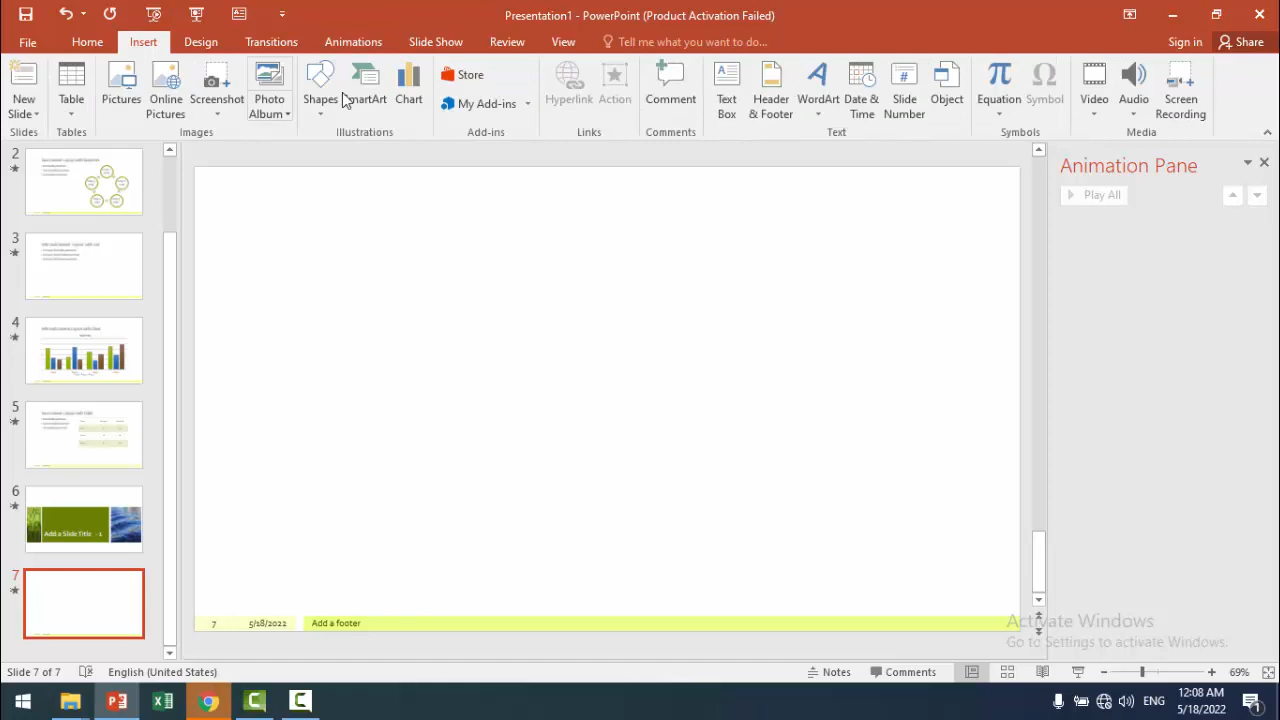 Presentation1 - PowerPoint (Product Activation Failed)
File
Home
Insert
Design
Transitions
Animations
Slide Show
Review
View
Tell me what you want to do...
Sign in
Share
New
Slide
Table
Pictures
Online
Pictures
Screenshot
Photo
Album
Shapes
Chart
Store
My Add-ins
Hyperlink
Action
Comment
Text
Box
Header
& Footer
WordArt
Date &
Time
Slide
Number
Object
Equation
Symbol
Video
Audio
Screen
Recording
Slides
Tables
Images
Illustrations
Add-ins
Links
Comments
Text
Symbols
Media
2
3
4
5
6
Add a Slide Title - 1
7
Animation Pane
Play All
7
5/18/2022
Add a footer
Activate Windows
Go to Settings to activate Windows.
Slide 7 of 7
English (United States)
Notes
Comments
69%
ENG
12:08 AM
5/18/2022
1